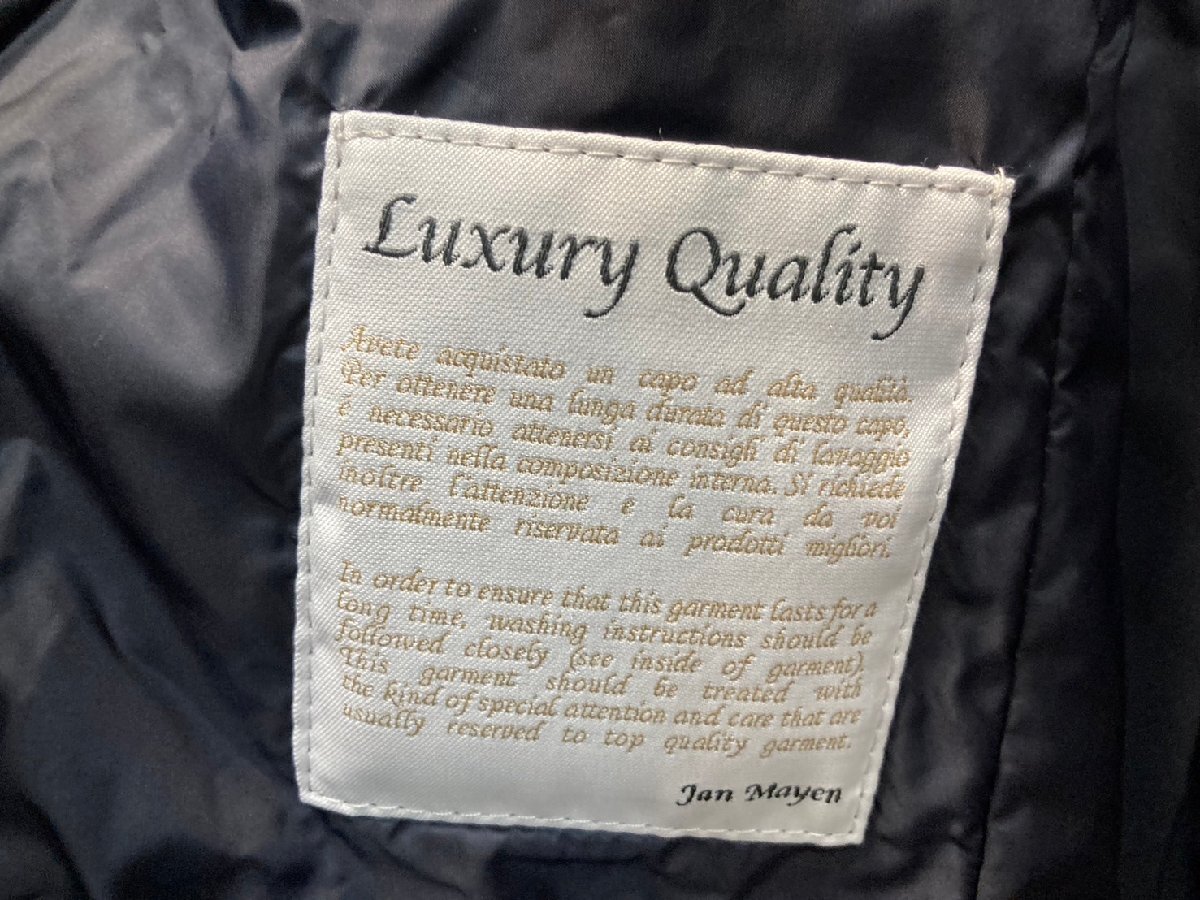 Luxury Quality
Avete acquistato un capo ad alta qualità.
Per ottenere una lunga durata di questo capo,
è necessario attenersi ai consigli di lavaggio
presenti nella composizione interna. Si richiede
inoltre l'attenzione e la cura da voi
normalmente riservata ai prodotti migliori.
In order to ensure that this garment lasts for a
long time, washing instructions should be
followed closely (see inside of garment).
This garment should be treated with
the kind of special attention and care that are
usually reserved to top quality garment.
Jan Mayen